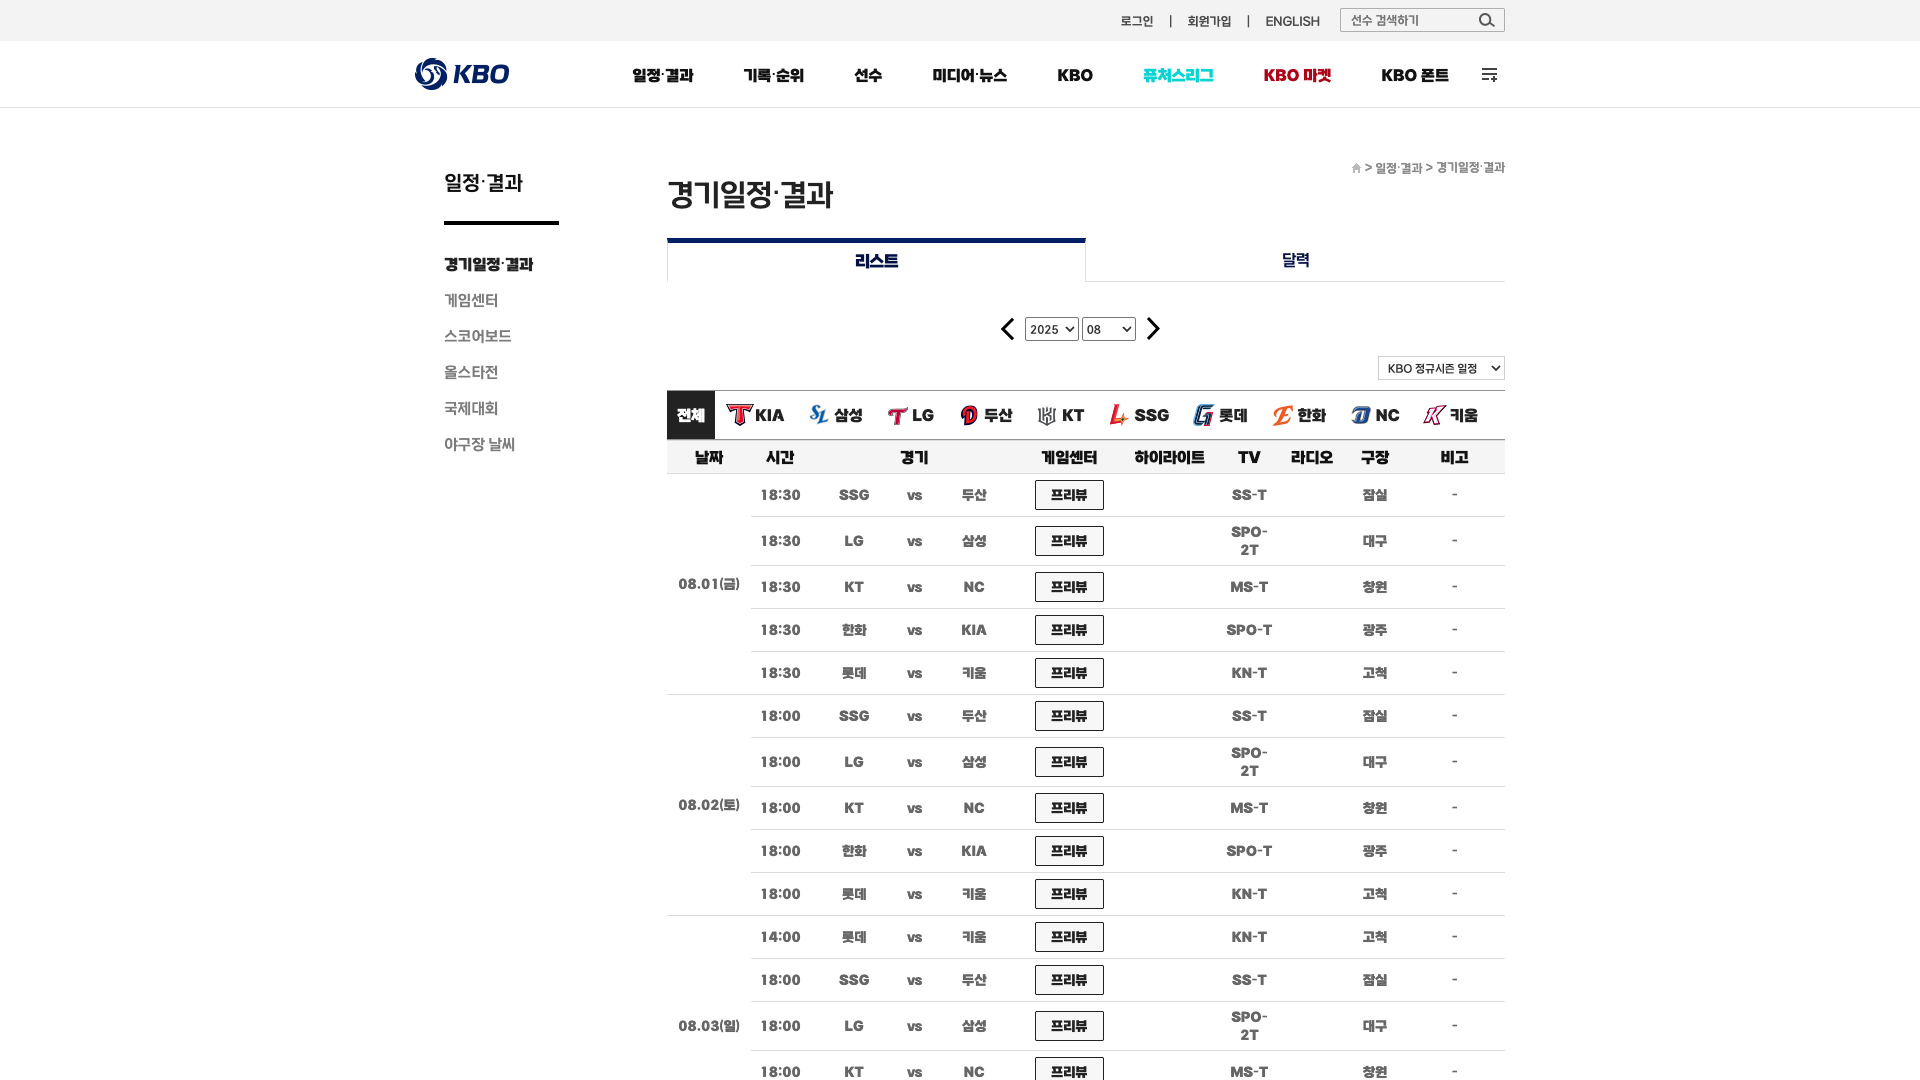 로그인 | 회원가입 | ENGLISH 선수 검색하기
KBO 일정·결과 기록·순위 선수 미디어·뉴스 KBO 퓨처스리그 KBO 마켓 KBO 폰트
> 일정·결과 > 경기일정·결과
일정·결과
경기일정·결과
게임센터
스코어보드
올스타전
국제대회
야구장 날씨
경기일정·결과
리스트 달력
2025 08
KBO 정규시즌 일정
전체 KIA 삼성 LG 두산 KT SSG 롯데 한화 NC 키움
날짜 시간 경기 게임센터 하이라이트 TV 라디오 구장 비고
08.01(금)
18:30 SSG vs 두산 프리뷰 SS-T 잠실 -
18:30 LG vs 삼성 프리뷰 SPO-2T 대구 -
18:30 KT vs NC 프리뷰 MS-T 창원 -
18:30 한화 vs KIA 프리뷰 SPO-T 광주 -
18:30 롯데 vs 키움 프리뷰 KN-T 고척 -
08.02(토)
18:00 SSG vs 두산 프리뷰 SS-T 잠실 -
18:00 LG vs 삼성 프리뷰 SPO-2T 대구 -
18:00 KT vs NC 프리뷰 MS-T 창원 -
18:00 한화 vs KIA 프리뷰 SPO-T 광주 -
18:00 롯데 vs 키움 프리뷰 KN-T 고척 -
08.03(일)
14:00 롯데 vs 키움 프리뷰 KN-T 고척 -
18:00 SSG vs 두산 프리뷰 SS-T 잠실 -
18:00 LG vs 삼성 프리뷰 SPO-2T 대구 -
18:00 KT vs NC 프리뷰 MS-T 창원 -